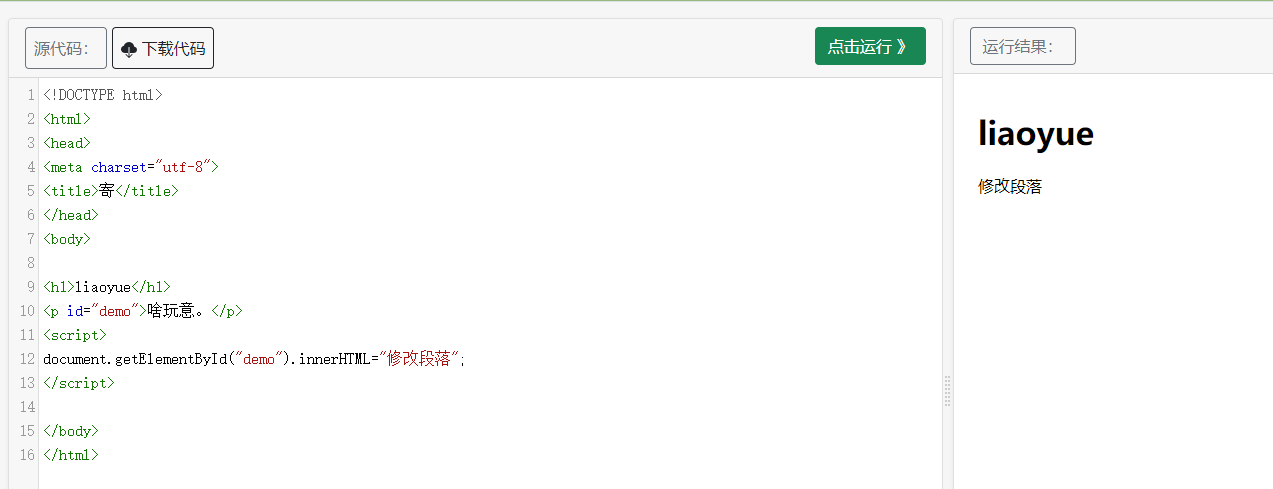 源代码：
下载代码
点击运行 》
运行结果：
1 <!DOCTYPE html>
2 <html>
3 <head>
4 <meta charset="utf-8">
5 <title>寄</title>
6 </head>
7 <body>
8
9 <h1>liaoyue</h1>
10 <p id="demo">啥玩意。</p>
11 <script>
12 document.getElementById("demo").innerHTML="修改段落";
13 </script>
14
15 </body>
16 </html>
liaoyue
修改段落